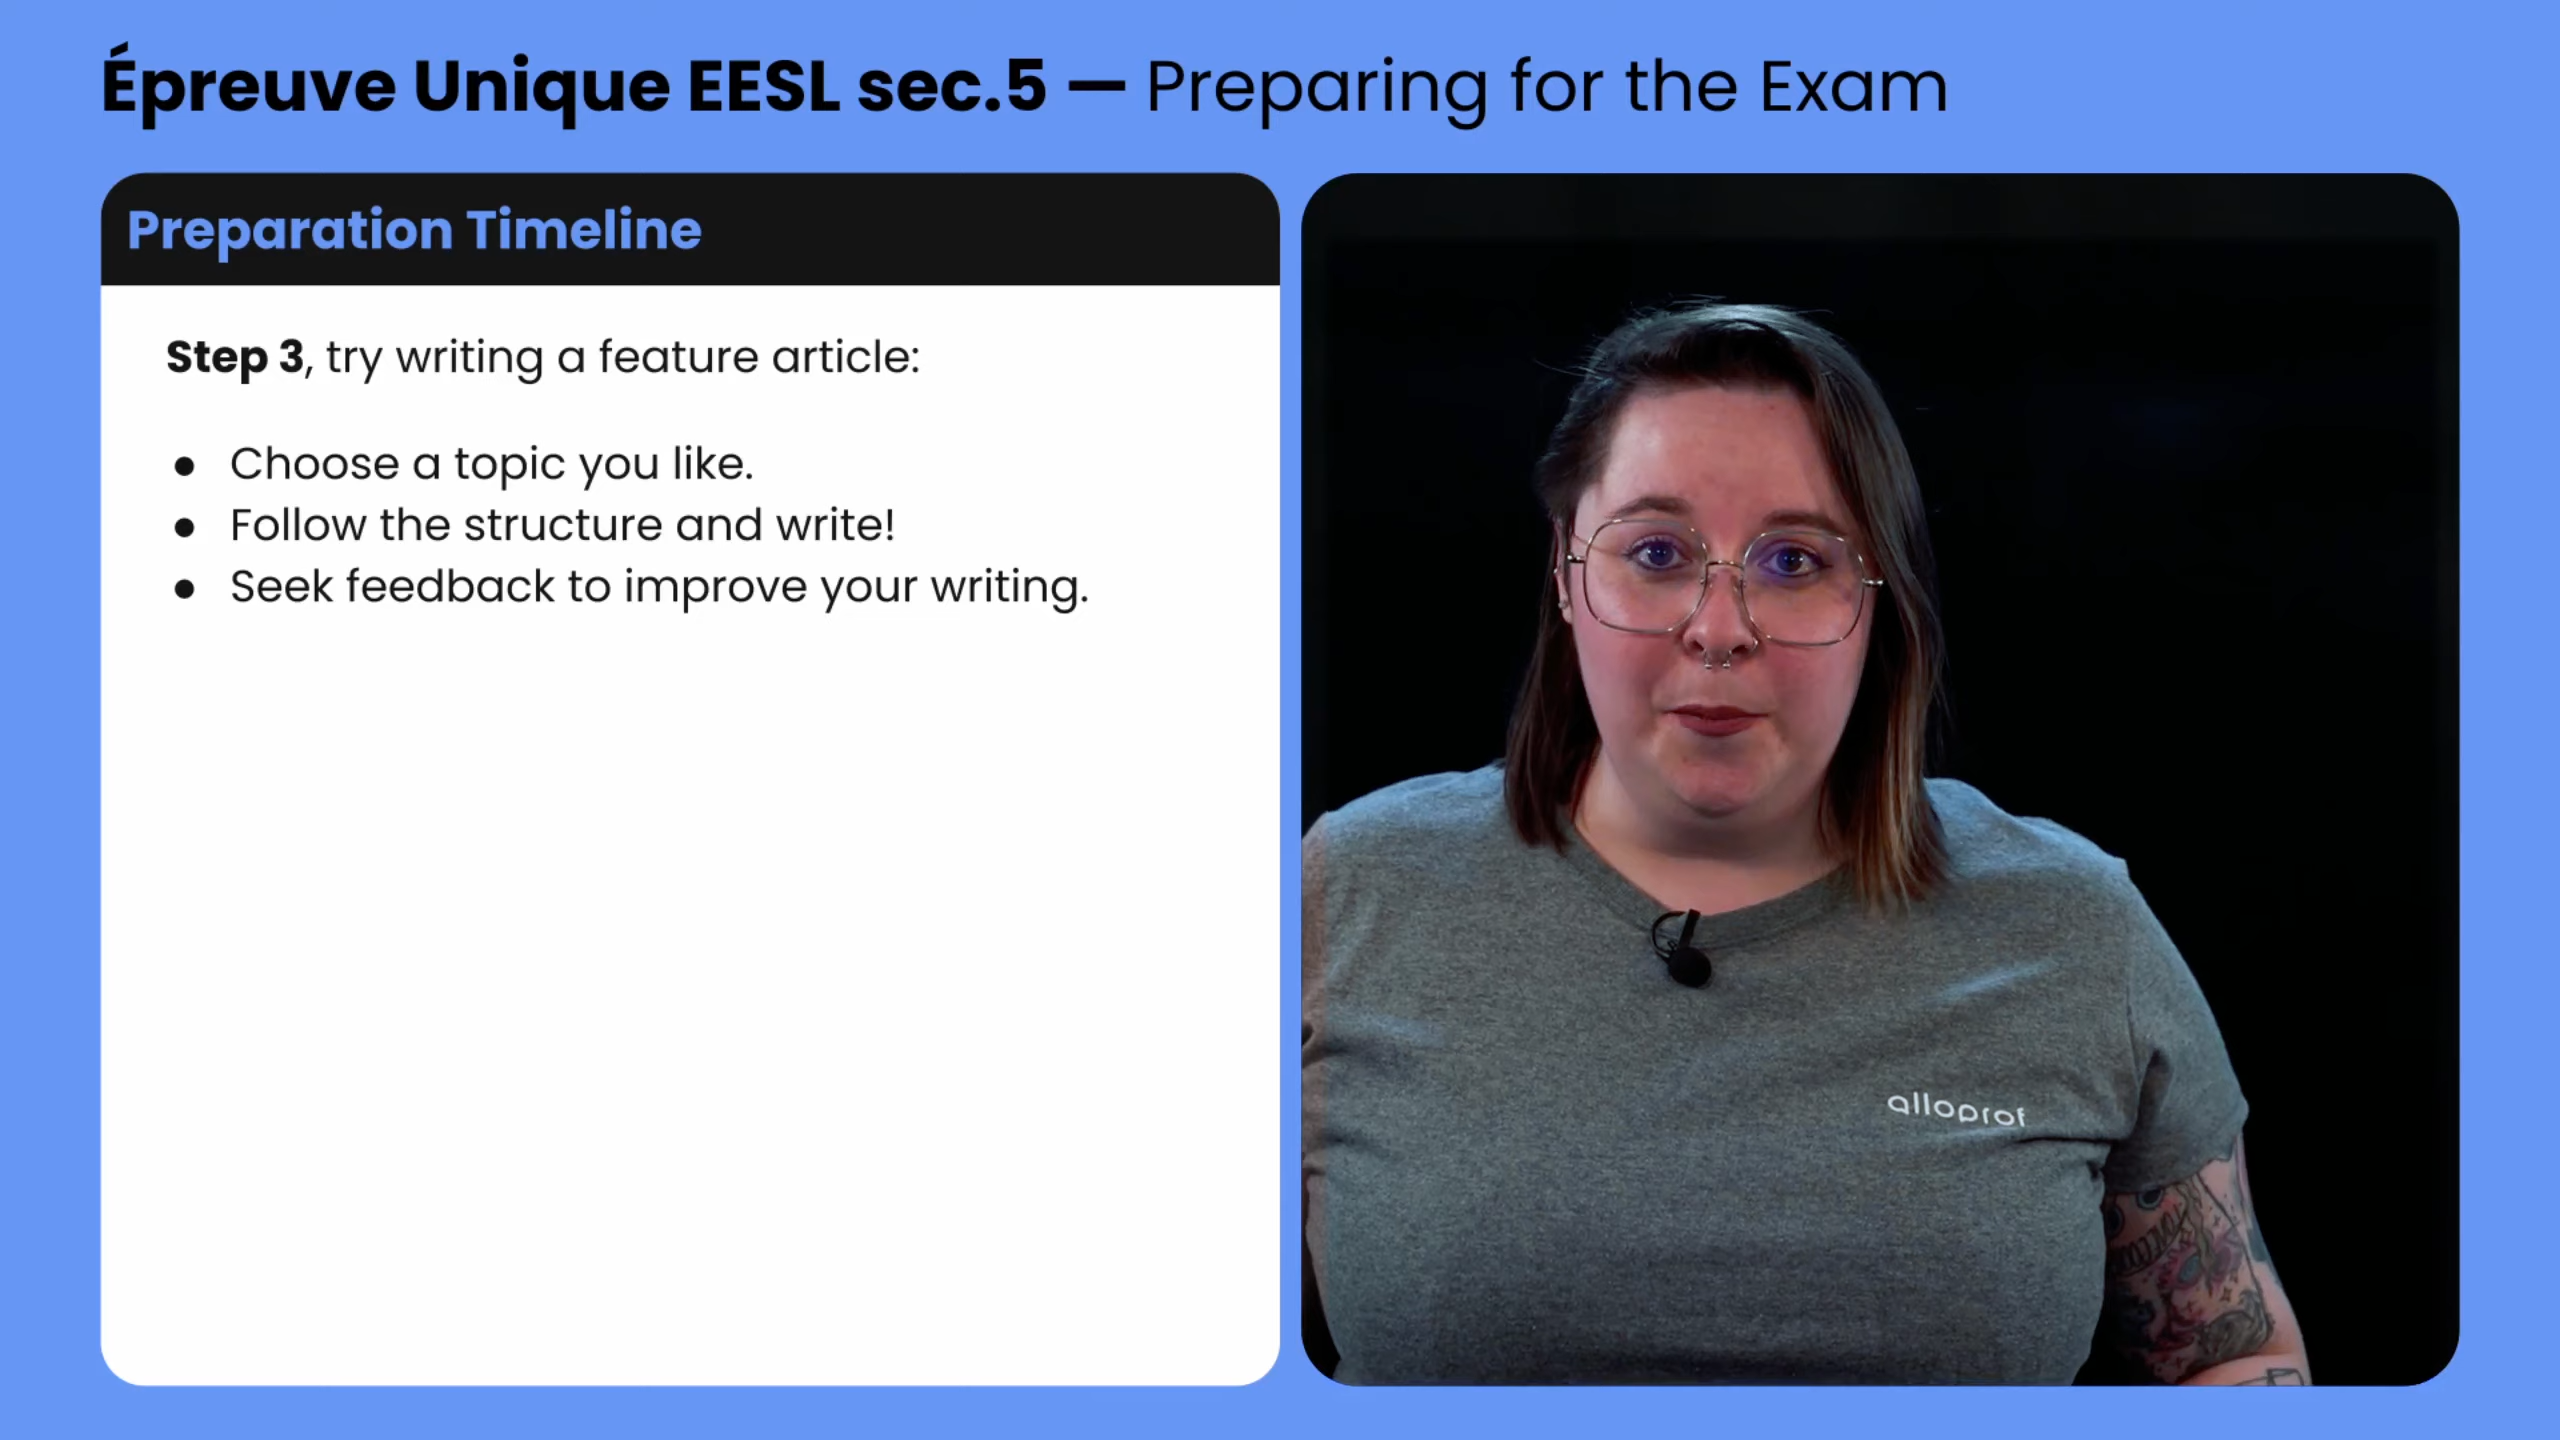 Épreuve Unique EESL sec.5 — Preparing for the Exam
Preparation Timeline
Step 3, try writing a feature article:
● Choose a topic you like.
● Follow the structure and write!
● Seek feedback to improve your writing.
alloprof